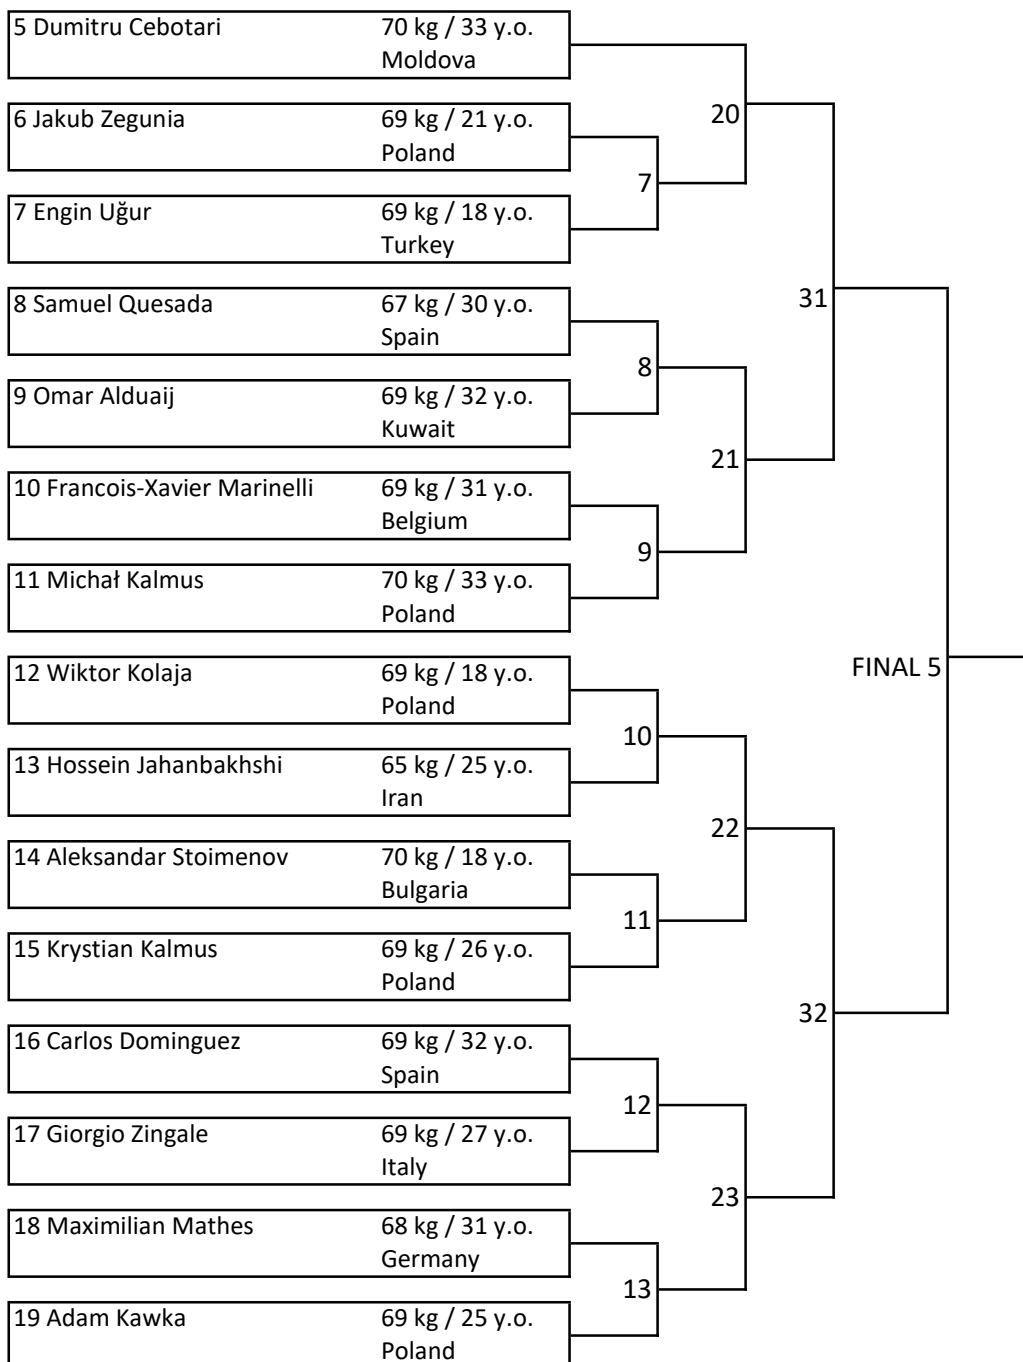 5 Dumitru Cebotari 70 kg / 33 y.o.
Moldova
20
6 Jakub Zegunia 69 kg / 21 y.o.
Poland
7
7 Engin Uğur 69 kg / 18 y.o.
Turkey
8 Samuel Quesada 67 kg / 30 y.o.
31
Spain
8
9 Omar Alduaij 69 kg / 32 y.o.
Kuwait
21
10 Francois-Xavier Marinelli 69 kg / 31 y.o.
Belgium
9
11 Michał Kalmus 70 kg / 33 y.o.
Poland
12 Wiktor Kolaja 69 kg / 18 y.o.
FINAL 5
Poland
10
13 Hossein Jahanbakhshi 65 kg / 25 y.o.
Iran
22
14 Aleksandar Stoimenov 70 kg / 18 y.o.
Bulgaria
11
15 Krystian Kalmus 69 kg / 26 y.o.
Poland
32
16 Carlos Dominguez 69 kg / 32 y.o.
Spain
12
17 Giorgio Zingale 69 kg / 27 y.o.
Italy
23
18 Maximilian Mathes 68 kg / 31 y.o.
Germany
13
19 Adam Kawka 69 kg / 25 y.o.
Poland